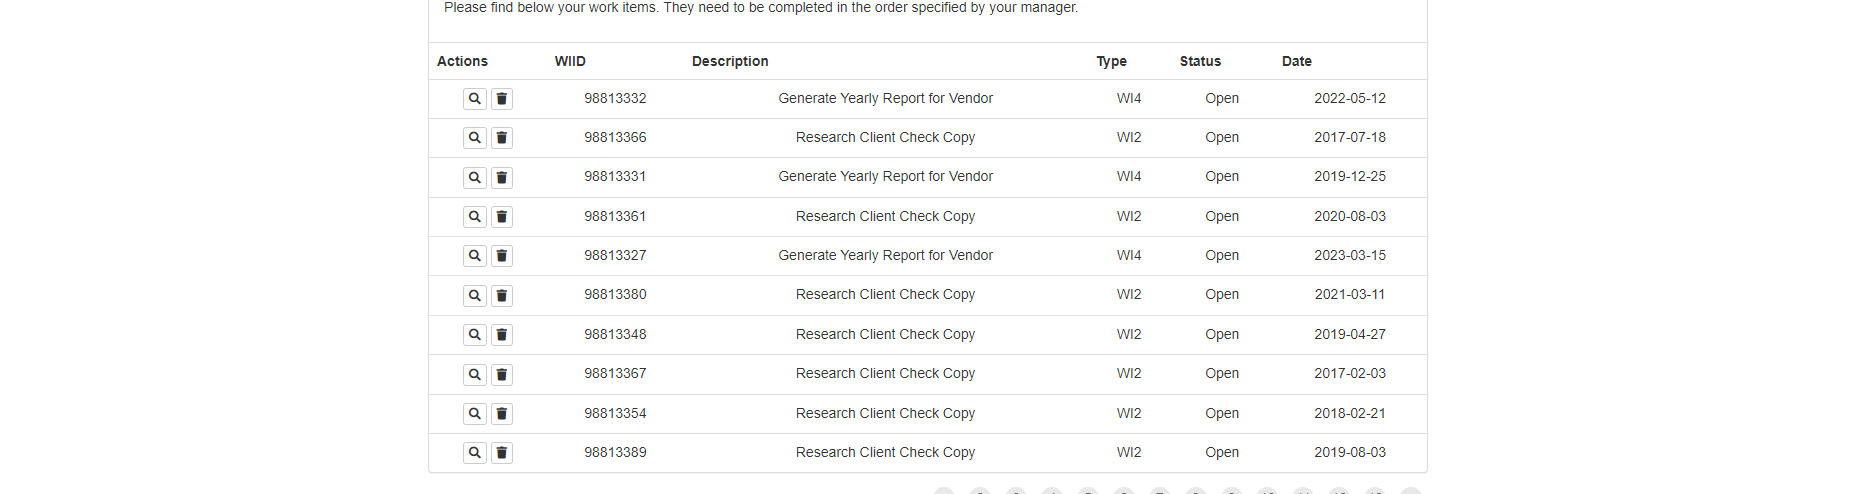 Please find below your work items. They need to be completed in the order specified by your manager.
Actions WIID Description Type Status Date
98813332 Generate Yearly Report for Vendor WI4 Open 2022-05-12
98813366 Research Client Check Copy WI2 Open 2017-07-18
98813331 Generate Yearly Report for Vendor WI4 Open 2019-12-25
98813361 Research Client Check Copy WI2 Open 2020-08-03
98813327 Generate Yearly Report for Vendor WI4 Open 2023-03-15
98813380 Research Client Check Copy WI2 Open 2021-03-11
98813348 Research Client Check Copy WI2 Open 2019-04-27
98813367 Research Client Check Copy WI2 Open 2017-02-03
98813354 Research Client Check Copy WI2 Open 2018-02-21
98813389 Research Client Check Copy WI2 Open 2019-08-03